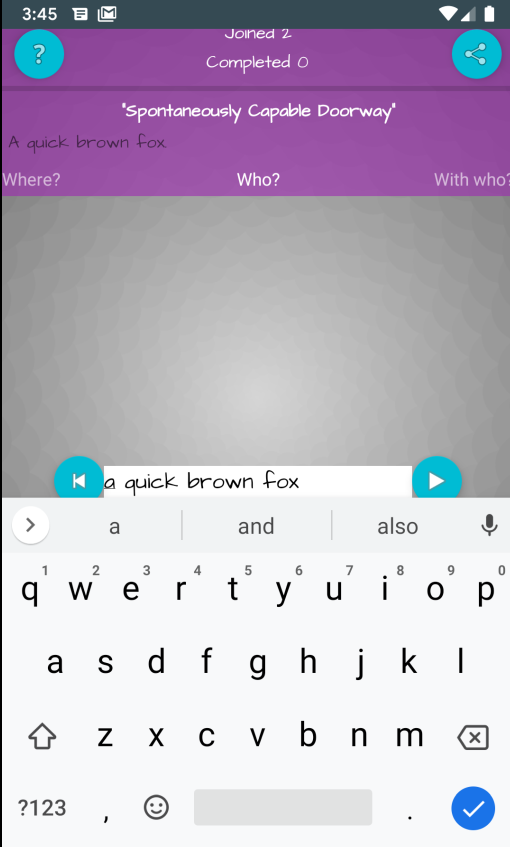 3:45
Joined 2
?
Completed 0
"Spontaneously Capable Doorway"
A quick brown fox
Where? Who? With who?
a quick brown fox
a and also
1 2 3 4 5 6 7 8 9 0
q w e r t y u i o p
a s d f g h j k l
z x c v b n m
?123 , .